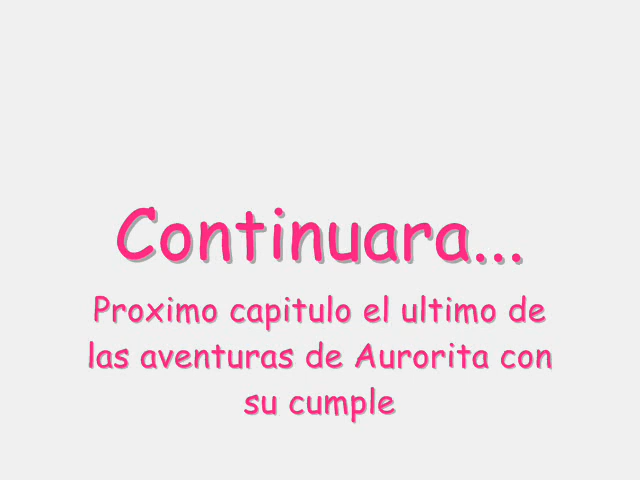 Continuara...
Proximo capitulo el ultimo de
las aventuras de Aurorita con
su cumple